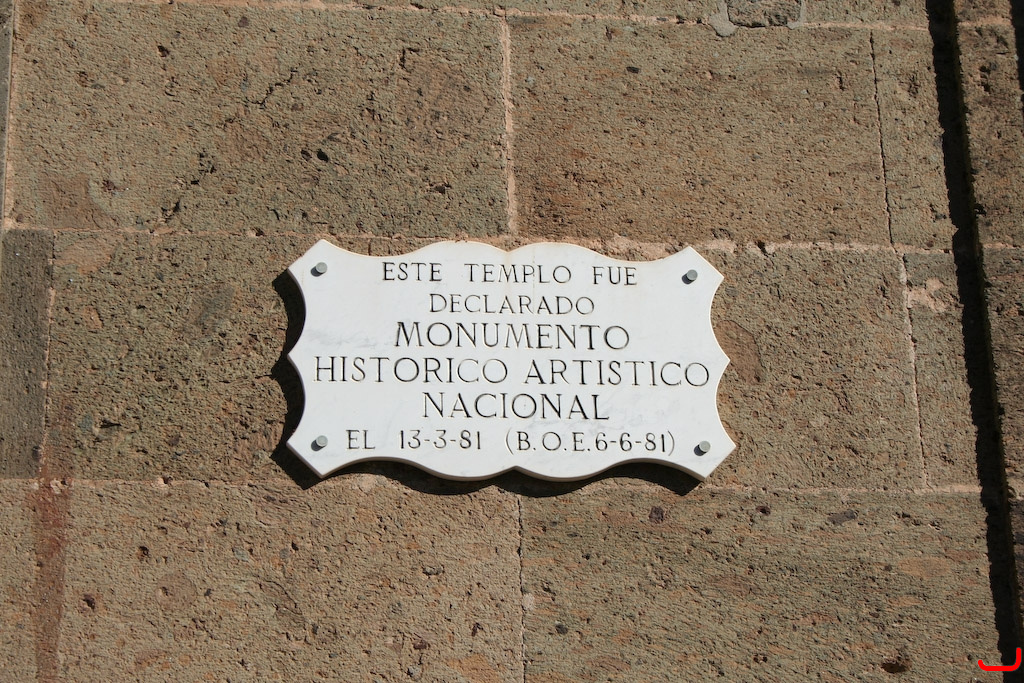 ESTE TEMPLO FUE
DECLARADO
MONUMENTO
HISTORICO ARTISTICO
NACIONAL
EL 13-3-81 (B.O.E.6-6-81)